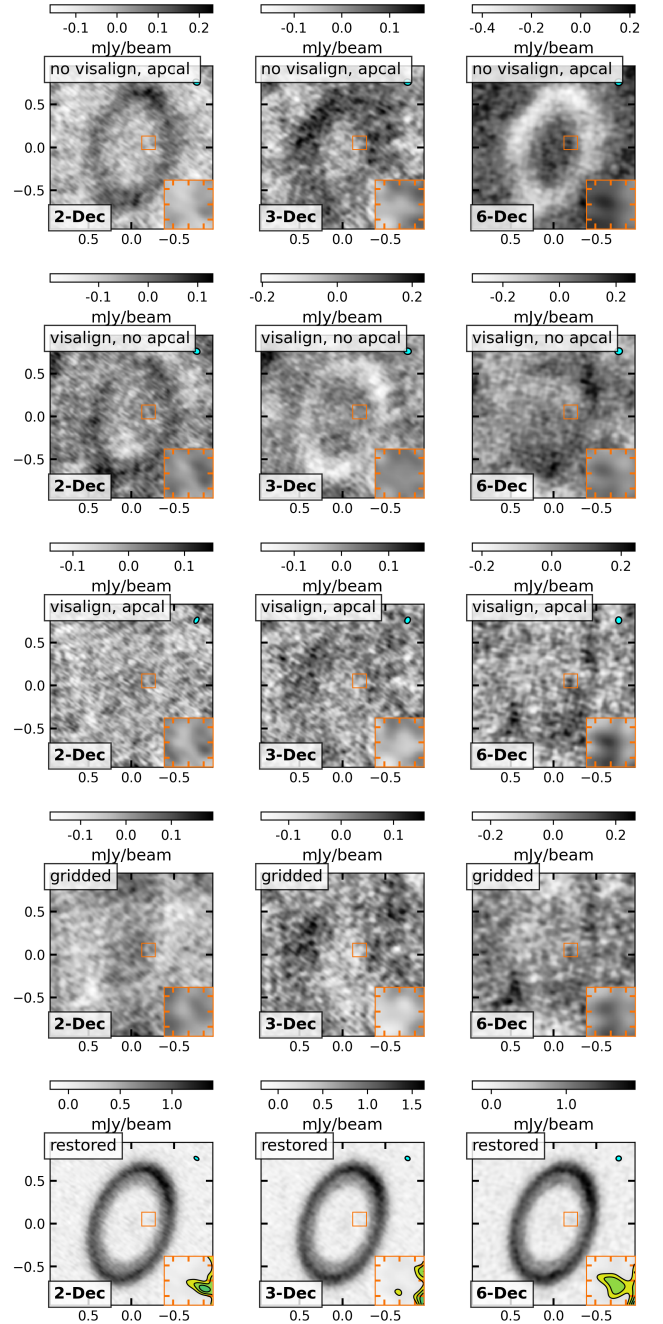 -0.1 0.0 0.1 0.2 -0.1 0.0 0.1 -0.4 -0.2 0.0 0.2
mJy/beam mJy/beam mJy/beam
no visalign, apcal no visalign, apcal no visalign, apcal
0.5
0.0
−0.5
2-Dec 3-Dec 6-Dec
0.5 0.0 −0.5 0.5 0.0 −0.5 0.5 0.0 −0.5
-0.1 0.0 0.1 -0.2 0.0 0.2 -0.2 0.0 0.2
mJy/beam mJy/beam mJy/beam
visalign, no apcal visalign, no apcal visalign, no apcal
0.5
0.0
−0.5
2-Dec 3-Dec 6-Dec
0.5 0.0 −0.5 0.5 0.0 −0.5 0.5 0.0 −0.5
-0.1 0.0 0.1 -0.1 0.0 0.1 -0.2 0.0 0.2
mJy/beam mJy/beam mJy/beam
visalign, apcal visalign, apcal visalign, apcal
0.5
0.0
−0.5
2-Dec 3-Dec 6-Dec
0.5 0.0 −0.5 0.5 0.0 −0.5 0.5 0.0 −0.5
-0.1 0.0 0.1 -0.1 0.0 0.1 -0.2 0.0 0.2
mJy/beam mJy/beam mJy/beam
gridded gridded gridded
0.5
0.0
−0.5
2-Dec 3-Dec 6-Dec
0.5 0.0 −0.5 0.5 0.0 −0.5 0.5 0.0 −0.5
0.0 0.5 1.0 0.0 0.5 1.0 1.5 0.0 1.0
mJy/beam mJy/beam mJy/beam
restored restored restored
0.5
0.0
−0.5
2-Dec 3-Dec 6-Dec
0.5 0.0 −0.5 0.5 0.0 −0.5 0.5 0.0 −0.5